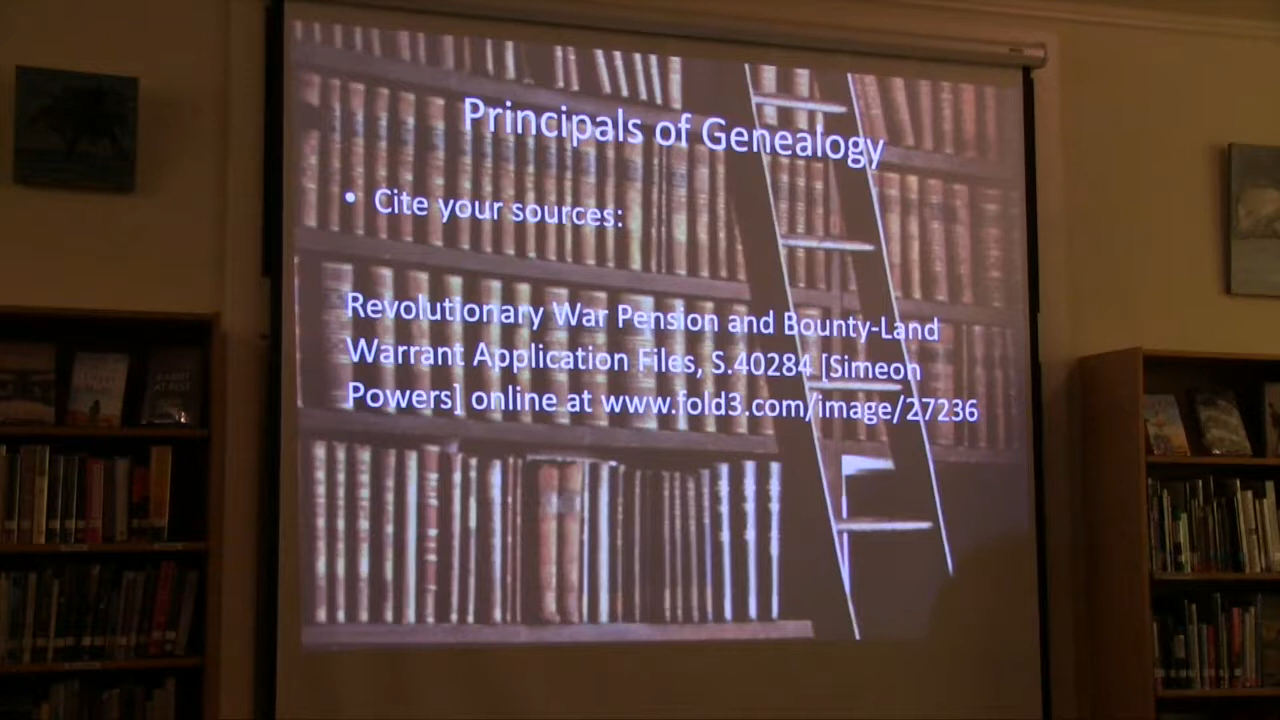 Principals of Genealogy
• Cite your sources:
Revolutionary War Pension and Bounty-Land
Warrant Application Files, S.40284 [Simeon
Powers] online at www.fold3.com/image/27236